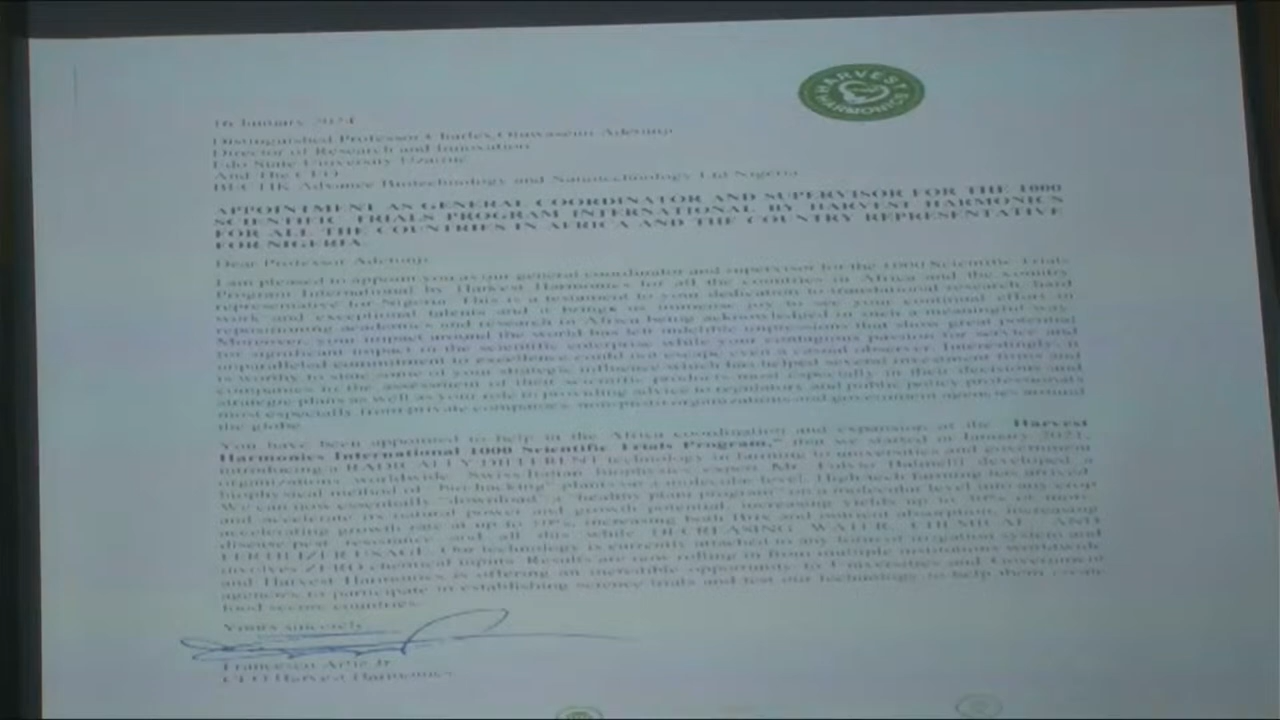 HARVEST HARMONICS
16 January 2024
Distinguished Professor Charles Oluwaseun Adetunji
Director of Research and Innovation
Edo State University Uzairue
And The CEO
Advance Biotechnology and Nanotechnology Ltd Nigeria
APPOINTMENT AS GENERAL COORDINATOR AND SUPERVISOR FOR THE 1000
SCIENTIFIC TRIALS PROGRAM INTERNATIONAL BY HARVEST HARMONICS
FOR ALL THE COUNTRIES IN AFRICA AND THE COUNTRY REPRESENTATIVE
FOR NIGERIA.
Dear Professor Adetunji,
I am pleased to appoint you as our general coordinator and supervisor for the 1000 Scientific Trials
Program International by Harvest Harmonics for all the countries in Africa and the country
representative for Nigeria. This is a testament to your dedication to translational research, hard
work and exceptional talents and it brings us immense joy to see your continual effort in
repositioning academics and research in Africa being acknowledged in such a meaningful way.
Moreover, your impact around the world has left indelible impressions that show great potential
for significant impact in the scientific enterprise while your contagious passion for service and
unparalleled commitment to excellence could not escape even a casual observer. Interestingly, it
is worthy to state some of your strategic influence which has helped several investment firms and
companies in the assessment of their scientific products most especially in their decisions and
strategic plans as well as your role in providing advice to regulatory and public policy professionals
most especially from private companies, nonprofit organizations and government agencies around
the globe.
You have been appointed to help in the Africa coordination and expansion at the Harvest
Harmonics International 1000 Scientific Trials Program," that we started in January 2021,
introducing a RADICALLY DIFFERENT technology in farming to universities and government
organizations worldwide. Swiss-Italian biophysics expert Mr. Fulvio developed a
biophysical method of "bio-hacking" plants on a molecular level. High-tech farming has arrived.
We can now essentially "download" a "healthy plant program" on a molecular level into any crop
and accelerate its natural power and growth potential, increasing yields up to 30% or more,
accelerating growth rate at up to increasing both Brix and nutrient absorption, increasing
disease/pest resistance and all this while DECREASING WATER, CHEMICAL AND
FERTILIZER USAGE. Our technology is currently attached to any known irrigation system and
involves ZERO chemical inputs. Results are now rolling in from multiple institutions worldwide
and Harvest Harmonics is offering an incredible opportunity to Universities and Government
agencies to participate in establishing science trials and test our technology to help them create
food secure countries.
Yours sincerely,
Francesco Jr.
CEO Harvest Harmonics